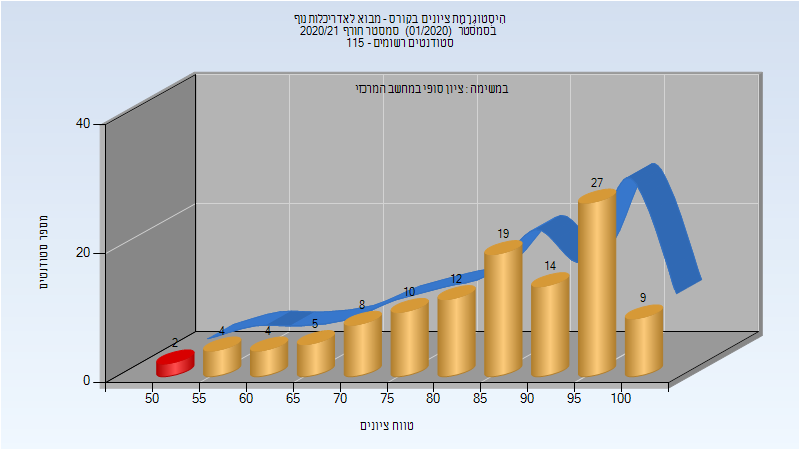 היסטוגרמת ציונים בקורס - מבוא לאדריכלות נוף
בסמסטר (01/2020) סמסטר חורף 2020/21
סטודנטים רשומים - 115
במשימה : ציון סופי במחשב המרכזי
מספר סטודנטים
40
20
0
2
4
4
5
8
10
12
19
14
27
9
50 55 60 65 70 75 80 85 90 95 100
טווח ציונים